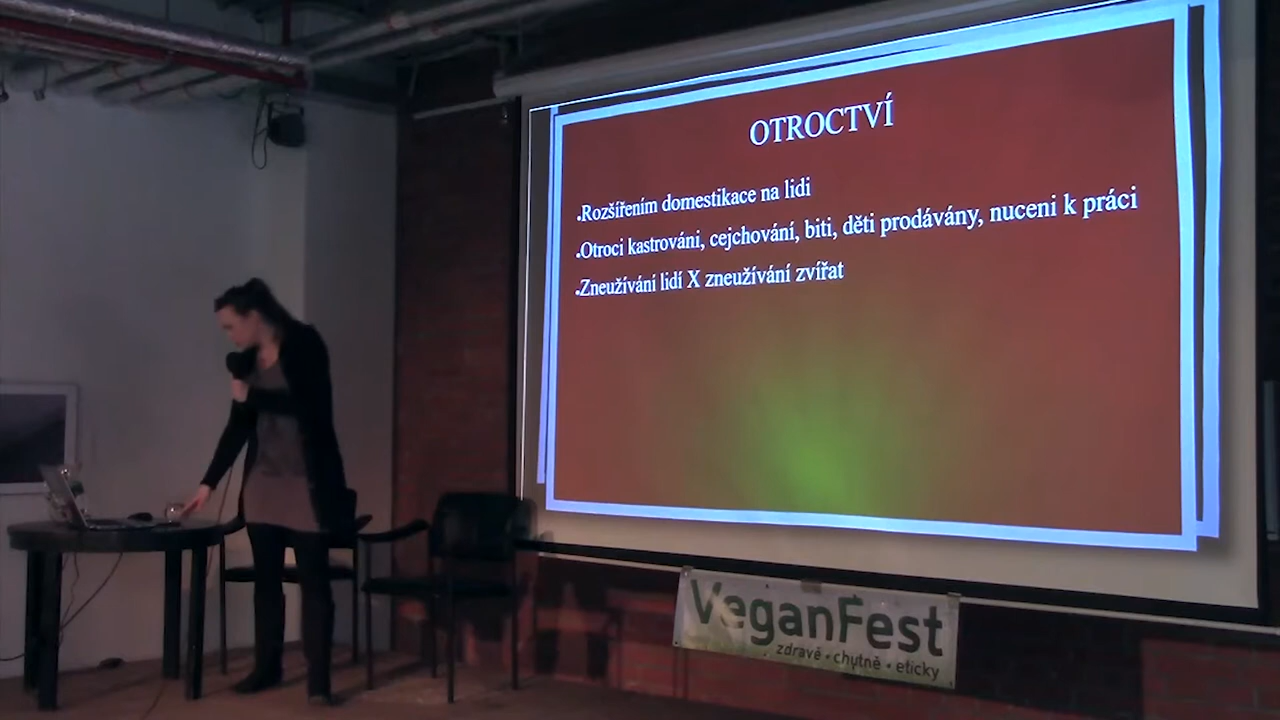 OTROCTVÍ
•Rozšířením domestikace na lidi
•Otroci kastrováni, cejchování, biti, děti prodávány, nuceni k práci
•Zneužívání lidí X zneužívání zvířat
VeganFest
zdravě • chutně • eticky